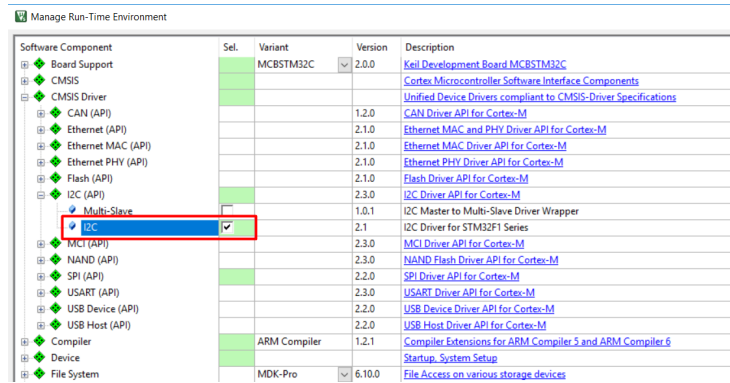 Manage Run-Time Environment
Software Component Sel. Variant Version Description
Board Support MCBSTM32C 2.0.0 Keil Development Board MCBSTM32C
CMSIS Cortex Microcontroller Software Interface Components
CMSIS Driver Unified Device Drivers compliant to CMSIS-Driver Specifications
CAN (API) 1.2.0 CAN Driver API for Cortex-M
Ethernet (API) 2.1.0 Ethernet MAC and PHY Driver API for Cortex-M
Ethernet MAC (API) 2.1.0 Ethernet MAC Driver API for Cortex-M
Ethernet PHY (API) 2.1.0 Ethernet PHY Driver API for Cortex-M
Flash (API) 2.1.0 Flash Driver API for Cortex-M
I2C (API) 2.3.0 I2C Driver API for Cortex-M
Multi-Slave 1.0.1 I2C Master to Multi-Slave Driver Wrapper
I2C 2.1 I2C Driver for STM32F1 Series
MCI (API) 2.3.0 MCI Driver API for Cortex-M
NAND (API) 2.3.0 NAND Flash Driver API for Cortex-M
SPI (API) 2.2.0 SPI Driver API for Cortex-M
USART (API) 2.3.0 USART Driver API for Cortex-M
USB Device (API) 2.2.0 USB Device Driver API for Cortex-M
USB Host (API) 2.2.0 USB Host Driver API for Cortex-M
Compiler ARM Compiler 1.2.1 Compiler Extensions for ARM Compiler 5 and ARM Compiler 6
Device Startup, System Setup
File System MDK-Pro 6.10.0 File Access on various storage devices